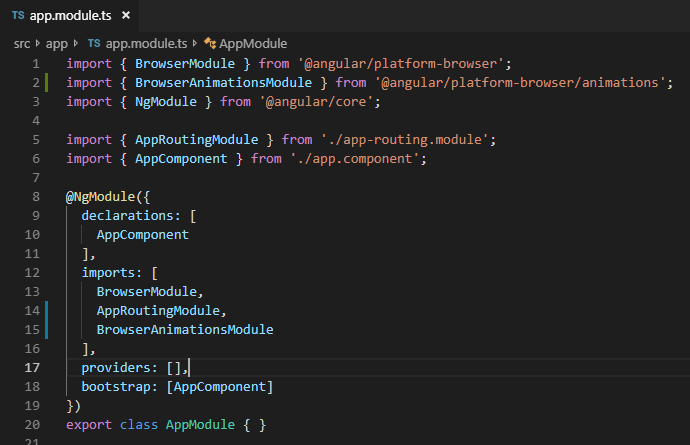 TS app.module.ts ×
src › app › TS app.module.ts › AppModule
1 import { BrowserModule } from '@angular/platform-browser';
2 import { BrowserAnimationsModule } from '@angular/platform-browser/animations';
3 import { NgModule } from '@angular/core';
4
5 import { AppRoutingModule } from './app-routing.module';
6 import { AppComponent } from './app.component';
7
8 @NgModule({
9   declarations: [
10     AppComponent
11   ],
12   imports: [
13     BrowserModule,
14     AppRoutingModule,
15     BrowserAnimationsModule
16   ],
17   providers: [],
18   bootstrap: [AppComponent]
19 })
20 export class AppModule { }
21